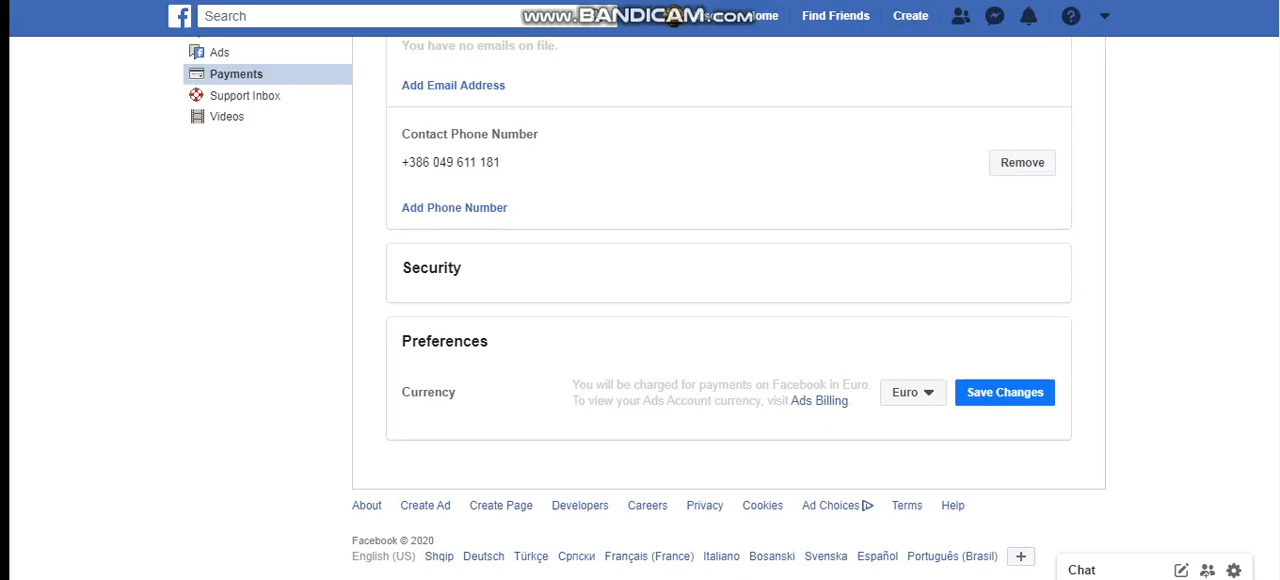 Search
www.BANDICAM.com
Home Find Friends Create
Ads
Payments
Support Inbox
Videos
You have no emails on file.
Add Email Address
Contact Phone Number
+386 049 611 181
Remove
Add Phone Number
Security
Preferences
Currency
You will be charged for payments on Facebook in Euro.
To view your Ads Account currency, visit Ads Billing.
Euro
Save Changes
About Create Ad Create Page Developers Careers Privacy Cookies Ad Choices Terms Help
Facebook © 2020
English (US) Shqip Deutsch Türkçe Српски Français (France) Italiano Bosanski Svenska Español Português (Brasil)
Chat